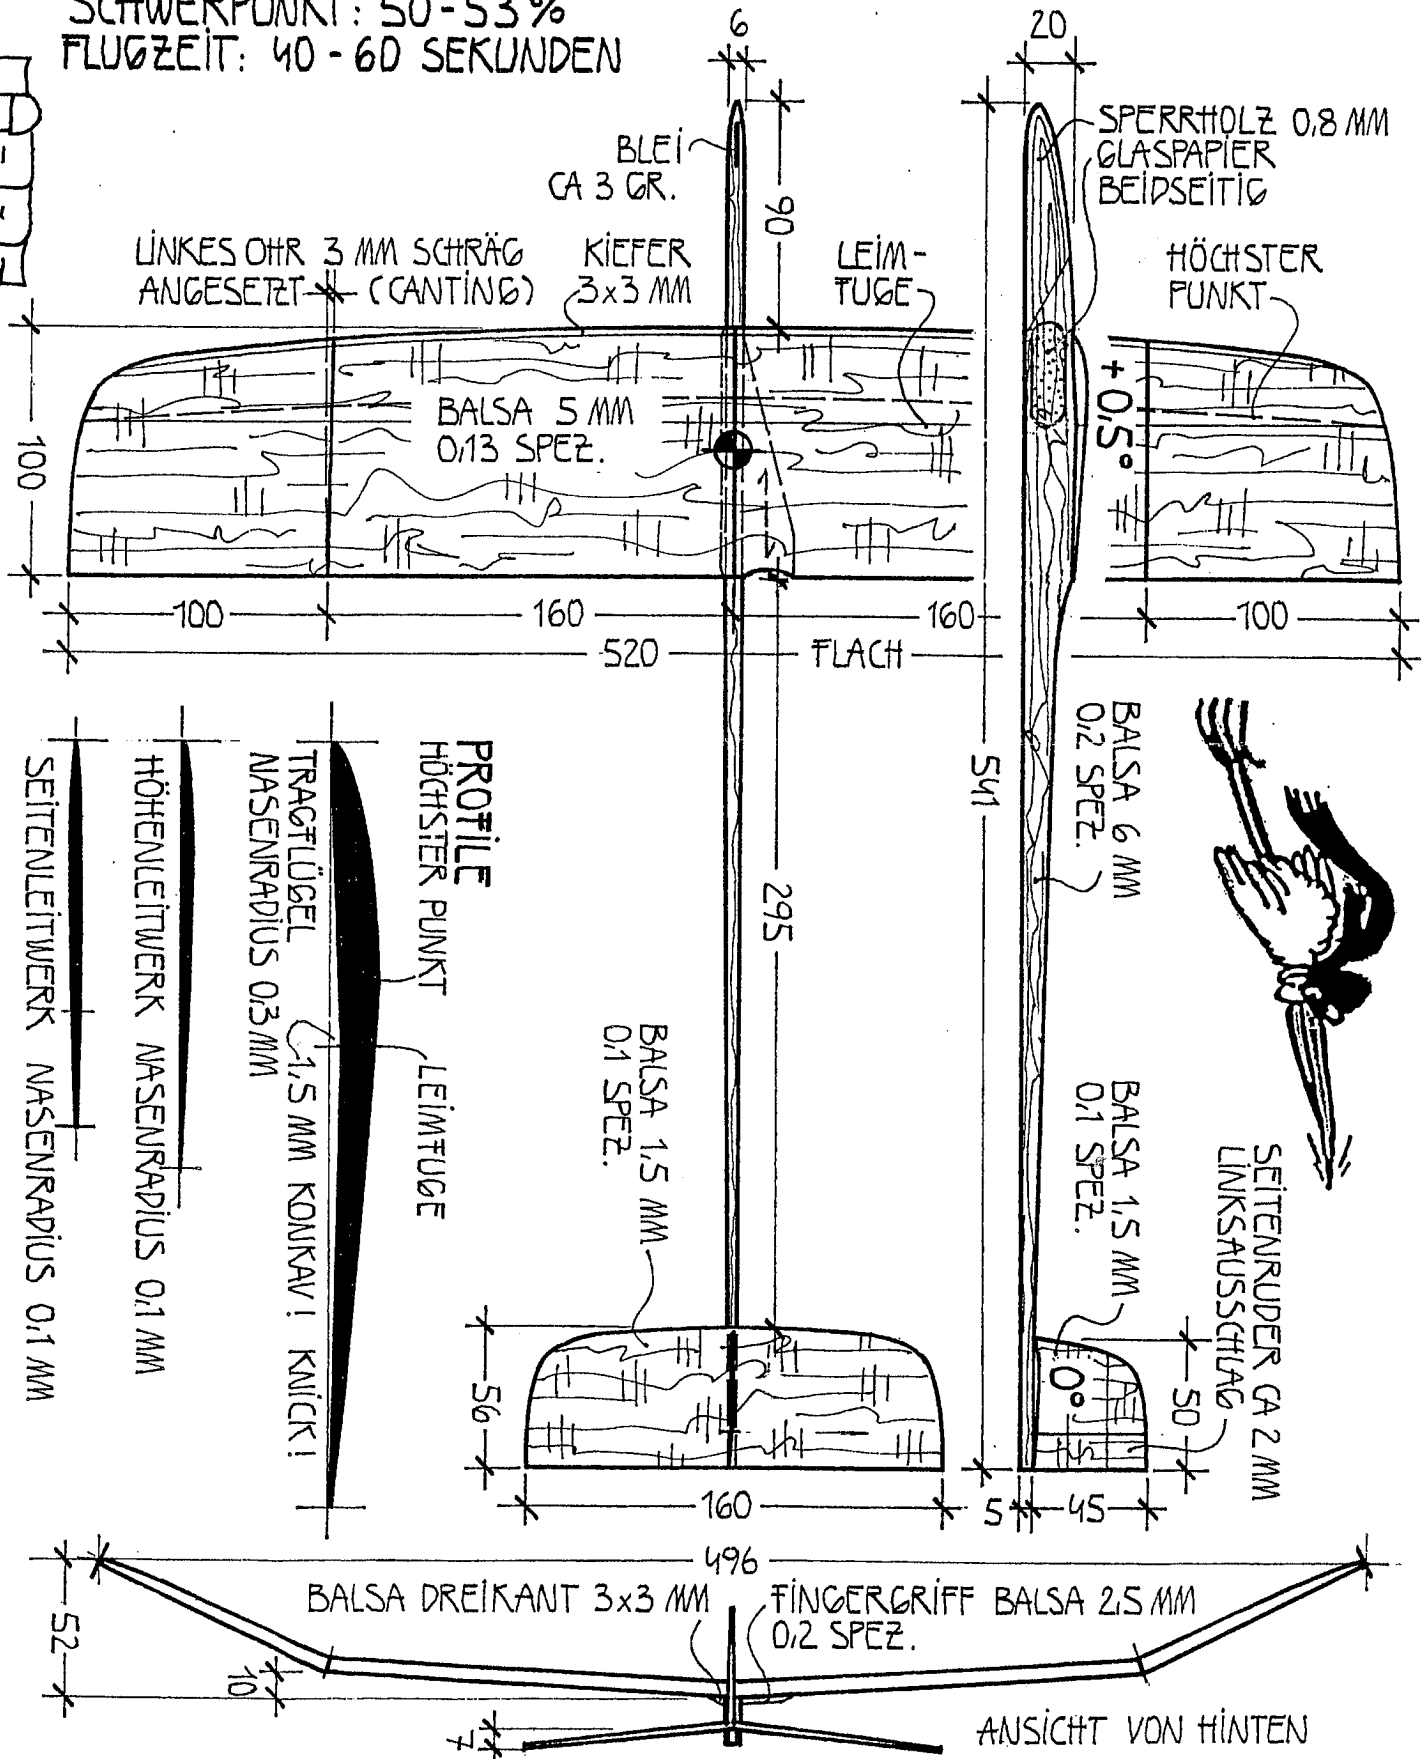 SCHWERPUNKT: 50-53%
FLUGZEIT: 40-60 SEKUNDEN
6
20
BLEI
CA 3 GR.
90
SPERRHOLZ 0,8 MM
GLASPAPIER
BEIDSEITIG
LINKES OHR 3 MM SCHRÄG
ANGESETZT (CANTING)
KIEFER
3x3 MM
LEIM-
FUGE
HÖCHSTER
PUNKT
100
BALSA 5 MM
0,13 SPEZ.
+0,5°
100
160
160
100
520
FLACH
541
295
BALSA 6 MM
0,2 SPEZ.
PROFILE
HÖCHSTER PUNKT
LEIMFUGE
TRAGFLÜGEL
NASENRADIUS 0,3 MM
1,5 MM KONKAV! KNICK!
HÖHENLEITWERK NASENRADIUS 0,1 MM
SEITENLEITWERK NASENRADIUS 0,1 MM
BALSA 1,5 MM
0,1 SPEZ.
BALSA 1,5 MM
0,1 SPEZ.
SEITENRUDER CA 2 MM
LINKSAUSSCHLAG
0°
50
56
160
5
45
496
BALSA DREIKANT 3x3 MM
FINGERGRIFF BALSA 2,5 MM
0,2 SPEZ.
52
10
7
ANSICHT VON HINTEN